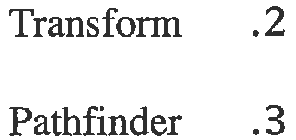 Transform .2
Pathfinder .3